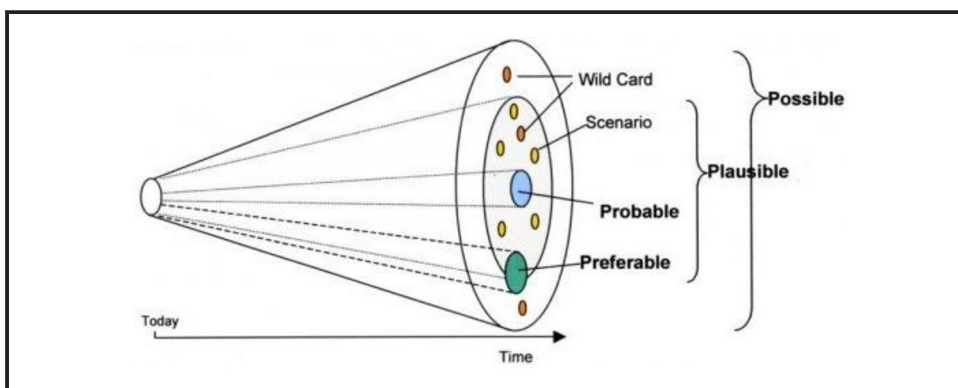 Wild Card
Possible
Scenario
Plausible
Probable
Preferable
Today
Time